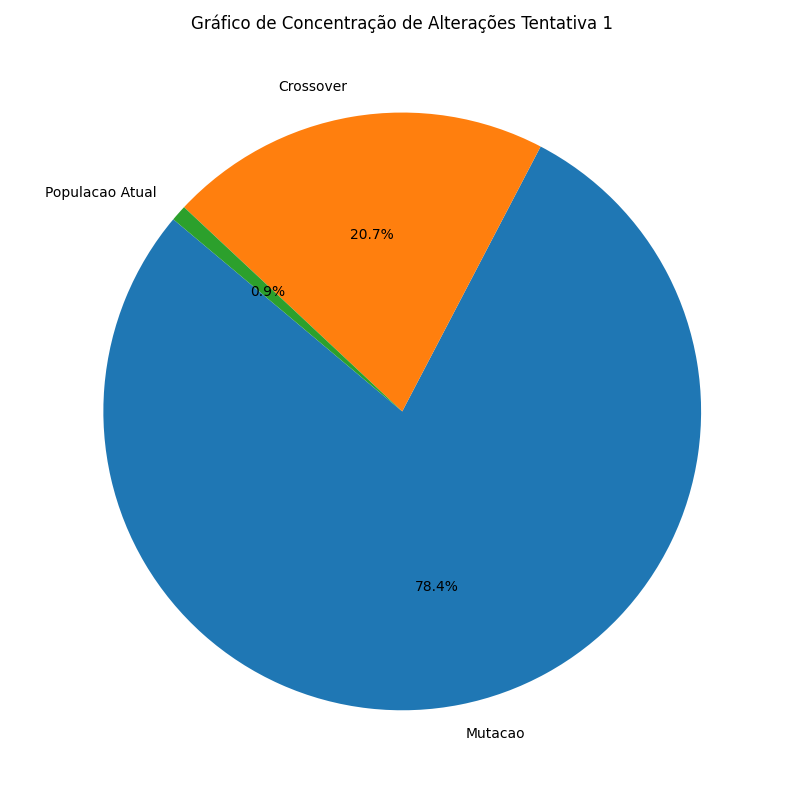 Gráfico de Concentração de Alterações Tentativa 1
Crossover
Populacao Atual
20.7%
0.9%
78.4%
Mutacao